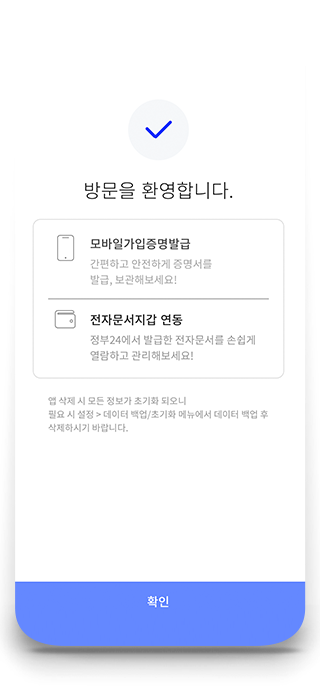 방문을 환영합니다.
모바일가입증명발급
간편하고 안전하게 증명서를
발급, 보관해보세요!
전자문서지갑 연동
정부24에서 발급한 전자문서를 손쉽게
열람하고 관리해보세요!
앱 삭제 시 모든 정보가 초기화 되오니
필요 시 설정 > 데이터 백업/초기화 메뉴에서 데이터 백업 후
삭제하시기 바랍니다.
확인